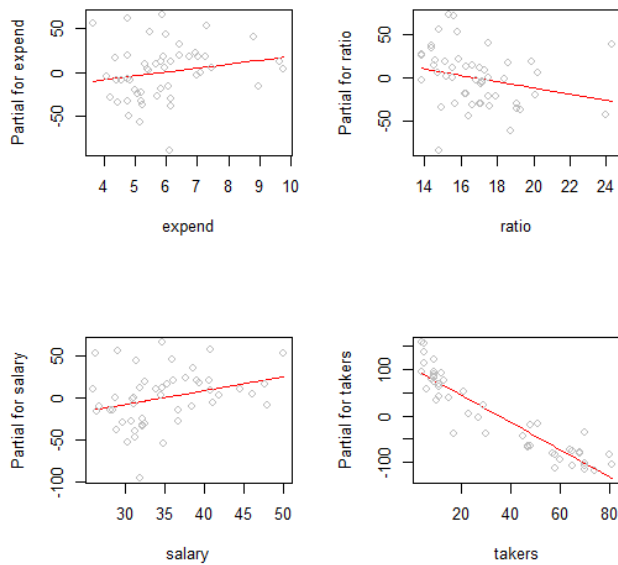 Partial for expend
50
0
-50
4 5 6 7 8 9 10
expend
Partial for ratio
50
0
-50
14 16 18 20 22 24
ratio
Partial for salary
50
0
-50
-100
30 35 40 45 50
salary
Partial for takers
100
50
0
-100
20 40 60 80
takers